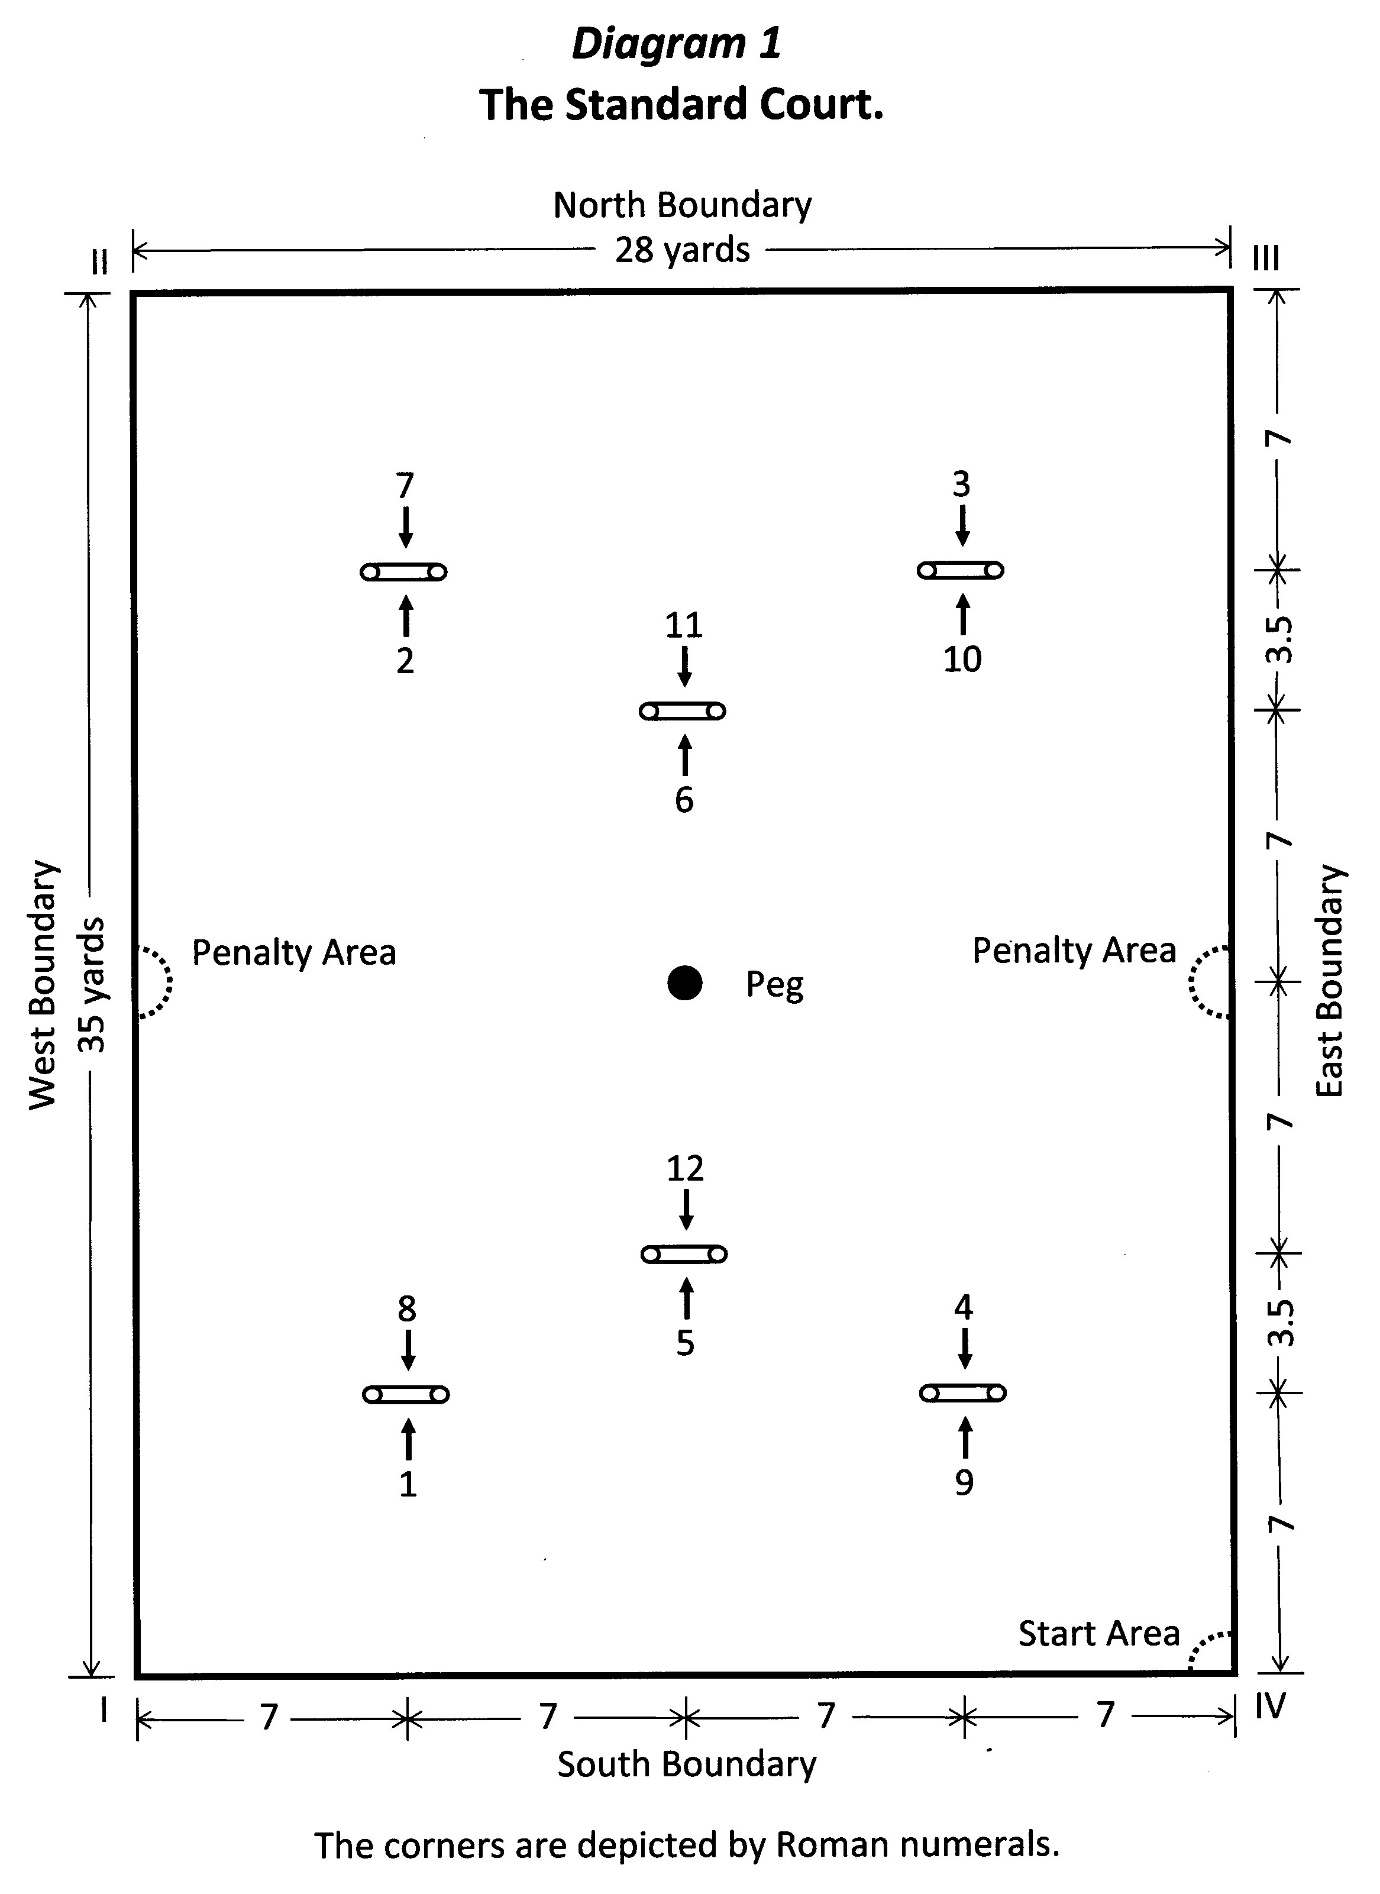 Diagram 1
The Standard Court.
North Boundary
28 yards
II
III
7
7
3
3.5
2
10
11
6
7
West Boundary
35 yards
Penalty Area
Peg
Penalty Area
East Boundary
7
12
5
3.5
8
4
1
9
7
Start Area
I
7
7
7
7
IV
South Boundary
The corners are depicted by Roman numerals.